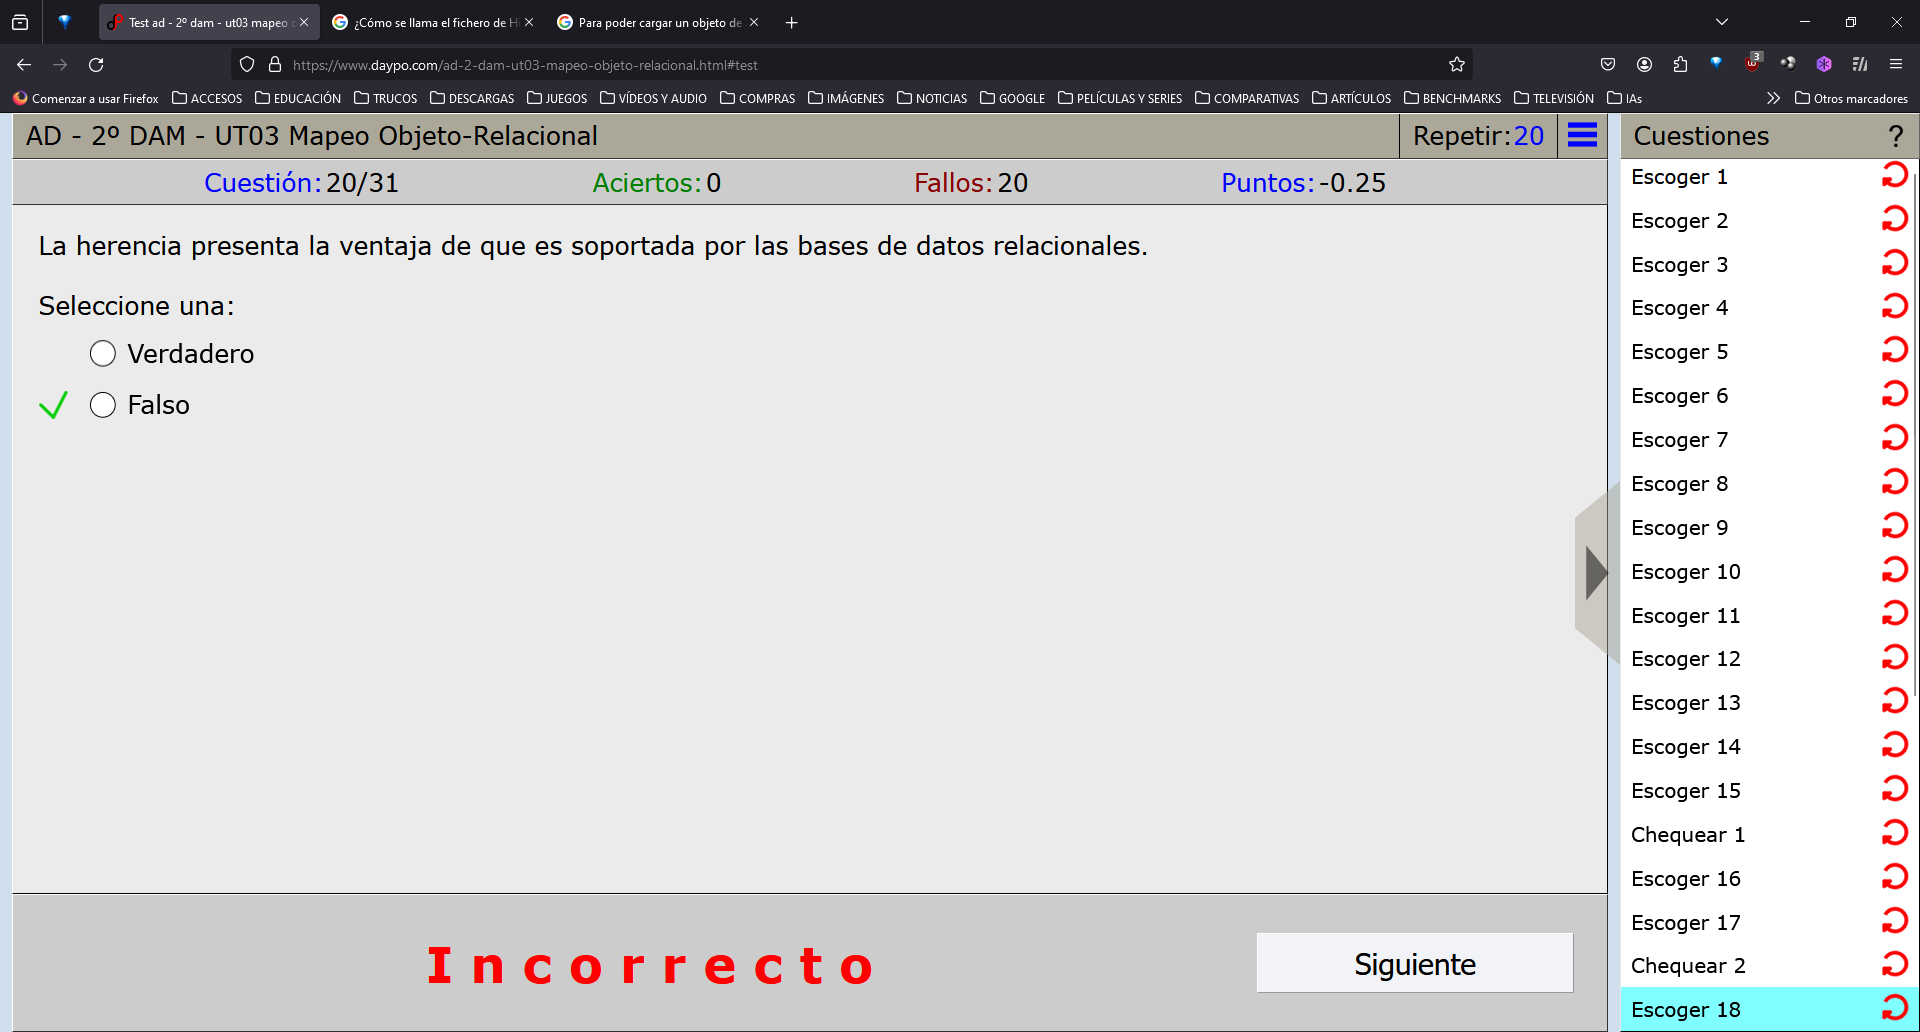 Test ad - 2º dam - ut03 mapeo
¿Cómo se llama el fichero de Hi
Para poder cargar un objeto de
https://www.daypo.com/ad-2-dam-ut03-mapeo-objeto-relacional.html#test
3
Comenzar a usar Firefox
ACCESOS
EDUCACIÓN
TRUCOS
DESCARGAS
JUEGOS
VÍDEOS Y AUDIO
COMPRAS
IMÁGENES
NOTICIAS
GOOGLE
PELÍCULAS Y SERIES
COMPARATIVAS
ARTÍCULOS
BENCHMARKS
TELEVISIÓN
IAs
Otros marcadores
AD - 2º DAM - UT03 Mapeo Objeto-Relacional
Repetir:20
Cuestión:20/31
Aciertos:0
Fallos:20
Puntos:-0.25
La herencia presenta la ventaja de que es soportada por las bases de datos relacionales.
Seleccione una:
Verdadero
Falso
Incorrecto
Siguiente
Cuestiones
?
Escoger 1
Escoger 2
Escoger 3
Escoger 4
Escoger 5
Escoger 6
Escoger 7
Escoger 8
Escoger 9
Escoger 10
Escoger 11
Escoger 12
Escoger 13
Escoger 14
Escoger 15
Chequear 1
Escoger 16
Escoger 17
Chequear 2
Escoger 18